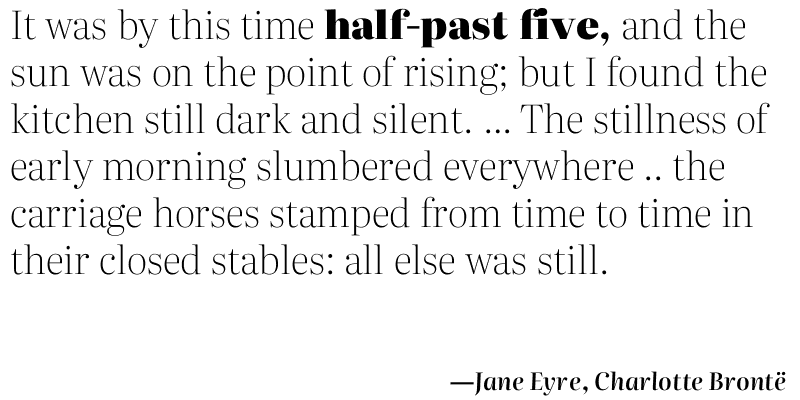 It was by this time half-past five, and the
sun was on the point of rising; but I found the
kitchen still dark and silent. ... The stillness of
early morning slumbered everywhere .. the
carriage horses stamped from time to time in
their closed stables: all else was still.
—Jane Eyre, Charlotte Brontë